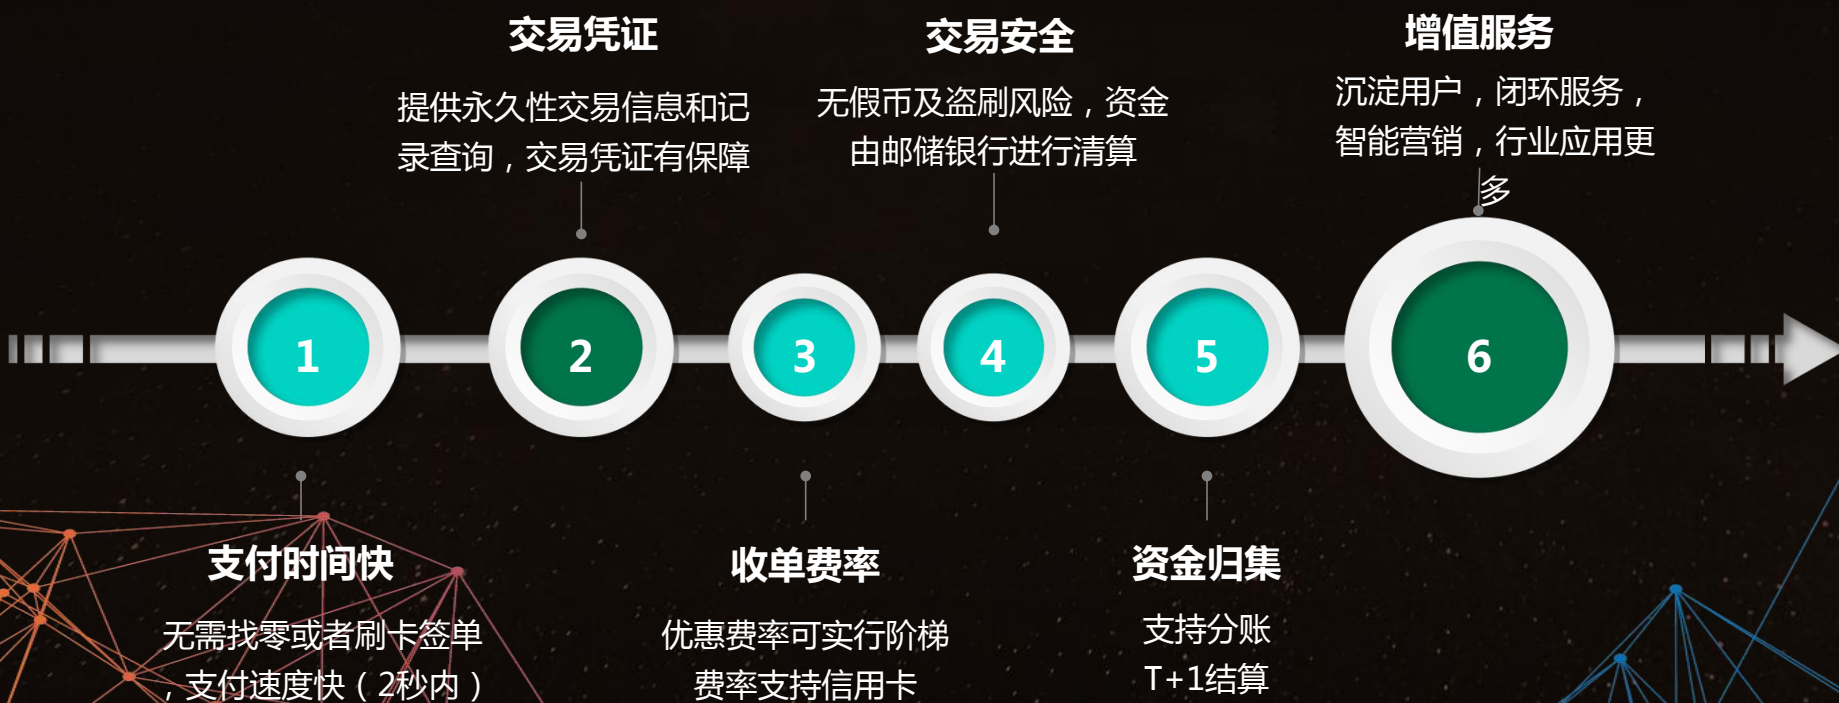 交易凭证
提供永久性交易信息和记
录查询，交易凭证有保障
交易安全
无假币及盗刷风险，资金
由邮储银行进行清算
增值服务
沉淀用户，闭环服务，
智能营销，行业应用更
多
1
2
3
4
5
6
支付时间快
无需找零或者刷卡签单
，支付速度快（2秒内）
收单费率
优惠费率可实行阶梯
费率支持信用卡
资金归集
支持分账
T+1结算